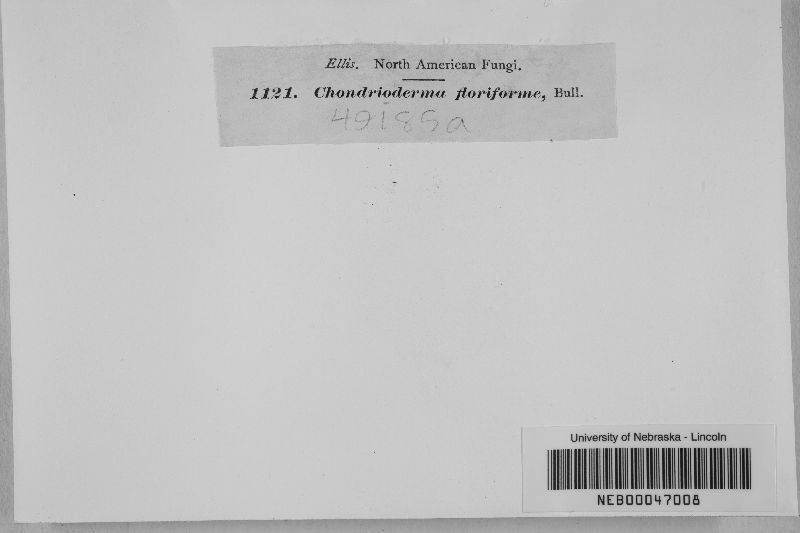 Ellis. North American Fungi.
1121. Chondrioderma floriforme, Bull.
49185a
University of Nebraska - Lincoln
NEB00047008